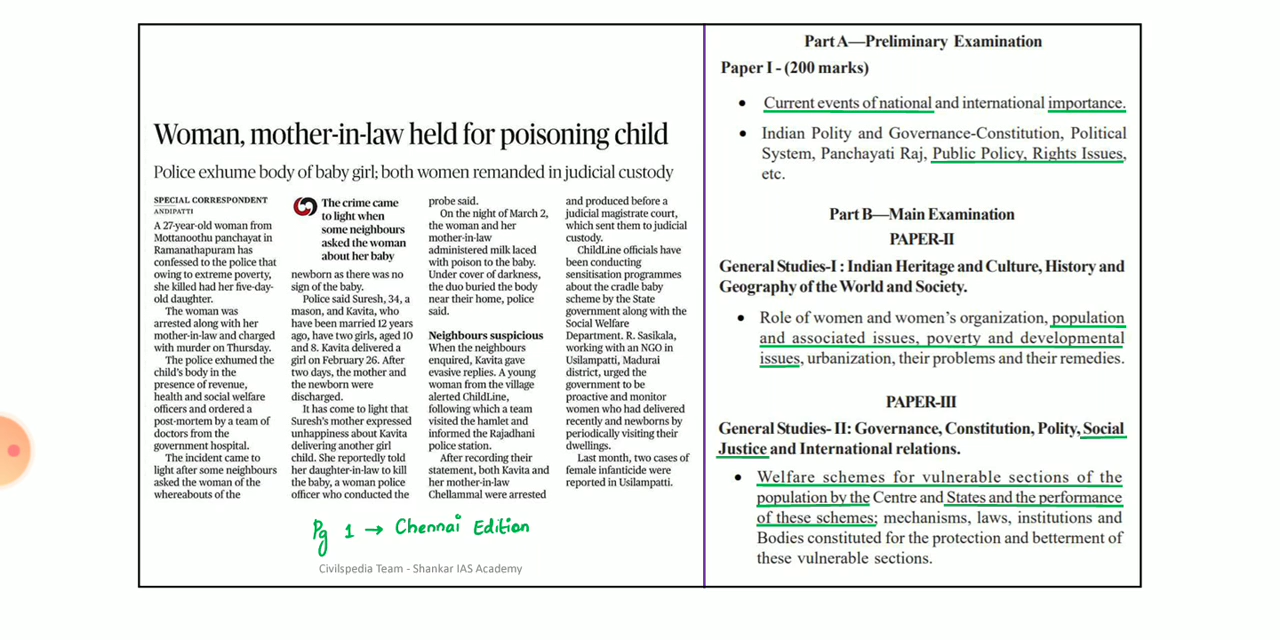 Woman, mother-in-law held for poisoning child
Police exhume body of baby girl; both women remanded in judicial custody
SPECIAL CORRESPONDENT
ANDIPATTI
A 27-year-old woman from
Mottanoothu panchayat in
Ramanathapuram has
confessed to the police that
owing to extreme poverty,
she killed had her five-day-
old daughter.
The woman was
arrested along with her
mother-in-law and charged
with murder on Thursday.
The police exhumed the
child's body in the
presence of revenue,
health and social welfare
officers and ordered a
post-mortem by a team of
doctors from the
government hospital.
The incident came to
light after some neighbours
asked the woman of the
whereabouts of the
The crime came
to light when
some neighbours
asked the woman
about her baby
newborn as there was no
sign of the baby.
Police said Suresh, 34, a
mason, and Kavita, who
have been married 12 years
ago, have two girls, aged 10
and 8. Kavita delivered a
girl on February 26. After
two days, the mother and
the newborn were
discharged.
It has come to light that
Suresh's mother expressed
unhappiness about Kavita
delivering another girl
child. She reportedly told
her daughter-in-law to kill
the baby, a woman police
officer who conducted the
probe said.
On the night of March 2,
the woman and her
mother-in-law
administered milk laced
with poison to the baby.
Under cover of darkness,
the duo buried the body
near their home, police
said.
Neighbours suspicious
When the neighbours
enquired, Kavita gave
evasive replies. A young
woman from the village
alerted ChildLine,
following which a team
visited the hamlet and
informed the Rajadhani
police station.
After recording their
statement, both Kavita and
her mother-in-law
Chellammal were arrested
and produced before a
judicial magistrate court,
which sent them to judicial
custody.
ChildLine officials have
been conducting
sensitisation programmes
about the cradle baby
scheme by the State
government along with the
Social Welfare
Department. R. Sasikala,
working with an NGO in
Usilampatti, Madurai
district, urged the
government to be
proactive and monitor
women who had delivered
recently and newborns by
periodically visiting their
dwellings.
Last month, two cases of
female infanticide were
reported in Usilampatti.
Pg 1 → Chennai Edition
Civilspedia Team - Shankar IAS Academy
Part A—Preliminary Examination
Paper I - (200 marks)
• Current events of national and international importance.
• Indian Polity and Governance-Constitution, Political
System, Panchayati Raj, Public Policy, Rights Issues,
etc.
Part B—Main Examination
PAPER-II
General Studies-I : Indian Heritage and Culture, History and
Geography of the World and Society.
• Role of women and women's organization, population
and associated issues, poverty and developmental
issues, urbanization, their problems and their remedies.
PAPER-III
General Studies- II: Governance, Constitution, Polity, Social
Justice and International relations.
• Welfare schemes for vulnerable sections of the
population by the Centre and States and the performance
of these schemes; mechanisms, laws, institutions and
Bodies constituted for the protection and betterment of
these vulnerable sections.